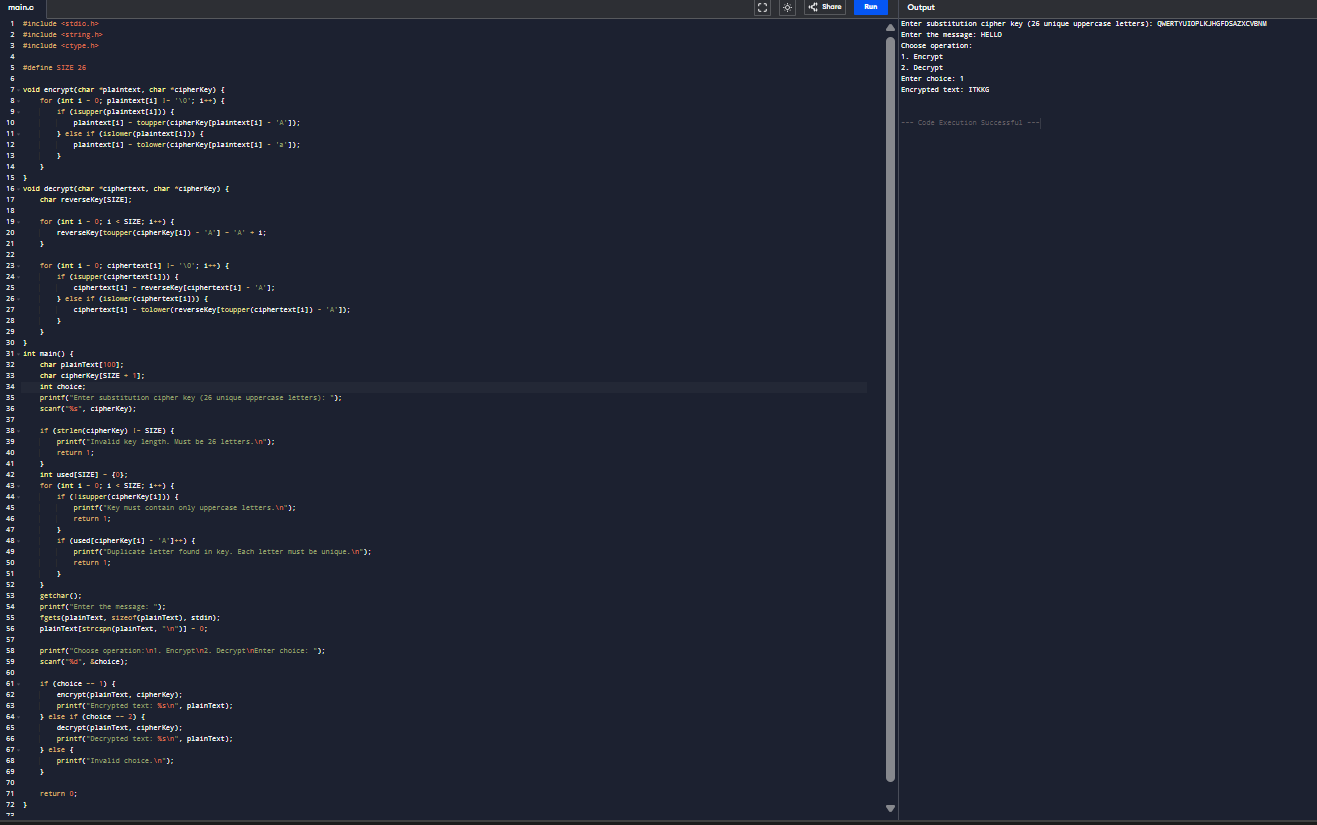 main.c
Share
Run
Output
1 #include <stdio.h>
2 #include <string.h>
3 #include <ctype.h>
4
5 #define SIZE 26
6
7 void encrypt(char *plaintext, char *cipherKey) {
8     for (int i = 0; plaintext[i] != '\0'; i++) {
9         if (isupper(plaintext[i])) {
10             plaintext[i] = toupper(cipherKey[plaintext[i] - 'A']);
11         } else if (islower(plaintext[i])) {
12             plaintext[i] = tolower(cipherKey[plaintext[i] - 'a']);
13         }
14     }
15 }
16 void decrypt(char *ciphertext, char *cipherKey) {
17     char reverseKey[SIZE];
18
19     for (int i = 0; i < SIZE; i++) {
20         reverseKey[toupper(cipherKey[i]) - 'A'] = 'A' + i;
21     }
22
23     for (int i = 0; ciphertext[i] != '\0'; i++) {
24         if (isupper(ciphertext[i])) {
25             ciphertext[i] = reverseKey[ciphertext[i] - 'A'];
26         } else if (islower(ciphertext[i])) {
27             ciphertext[i] = tolower(reverseKey[toupper(ciphertext[i]) - 'A']);
28         }
29     }
30 }
31 int main() {
32     char plainText[100];
33     char cipherKey[SIZE + 1];
34     int choice;
35     printf("Enter substitution cipher key (26 unique uppercase letters): ");
36     scanf("%s", cipherKey);
37
38     if (strlen(cipherKey) != SIZE) {
39         printf("Invalid key length. Must be 26 letters.\n");
40         return 1;
41     }
42     int used[SIZE] = {0};
43     for (int i = 0; i < SIZE; i++) {
44         if (!isupper(cipherKey[i])) {
45             printf("Key must contain only uppercase letters.\n");
46             return 1;
47         }
48         if (used[cipherKey[i] - 'A']++) {
49             printf("Duplicate letter found in key. Each letter must be unique.\n");
50             return 1;
51         }
52     }
53     getchar();
54     printf("Enter the message: ");
55     fgets(plainText, sizeof(plainText), stdin);
56     plainText[strcspn(plainText, "\n")] = 0;
57
58     printf("Choose operation:\n1. Encrypt\n2. Decrypt\nEnter choice: ");
59     scanf("%d", &choice);
60
61     if (choice == 1) {
62         encrypt(plainText, cipherKey);
63         printf("Encrypted text: %s\n", plainText);
64     } else if (choice == 2) {
65         decrypt(plainText, cipherKey);
66         printf("Decrypted text: %s\n", plainText);
67     } else {
68         printf("Invalid choice.\n");
69     }
70
71     return 0;
72 }
73
Enter substitution cipher key (26 unique uppercase letters): QWERTYUIOPLKJHGFDSAZXCVBNM
Enter the message: HELLO
Choose operation:
1. Encrypt
2. Decrypt
Enter choice: 1
Encrypted text: ITKKG
=== Code Execution Successful ===